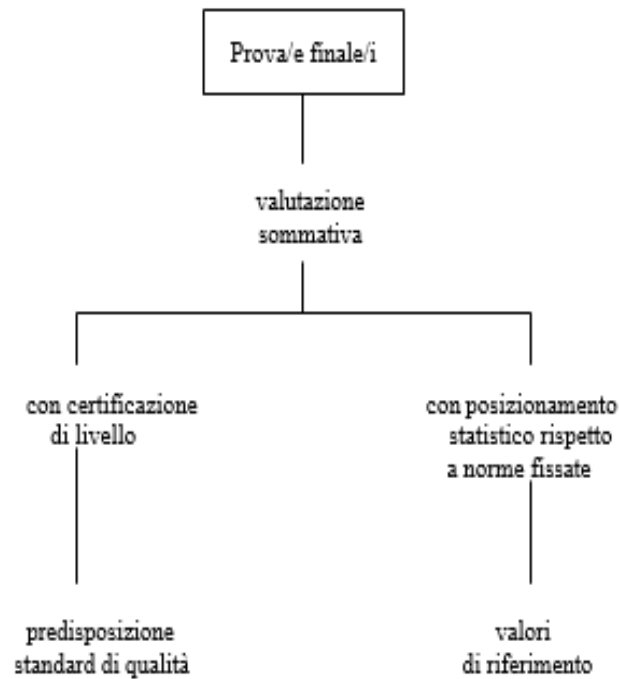 Prova/e finale/i
valutazione
sommativa
con certificazione
di livello
con posizionamento
statistico rispetto
a norme fissate
predisposizione
standard di qualità
valori
di riferimento